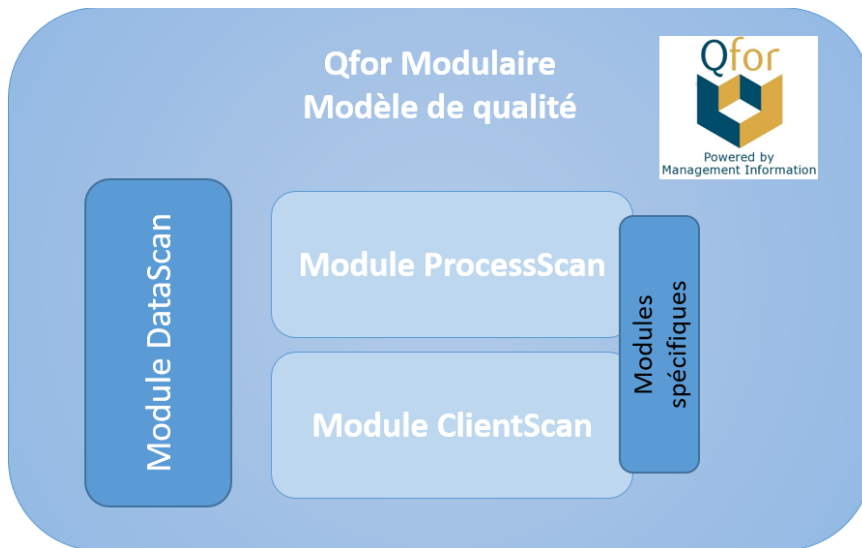 Qfor Modulaire
Modèle de qualité
Qfor
Powered by
Management Information
Module DataScan
Module ProcessScan
Module ClientScan
Modules
spécifiques